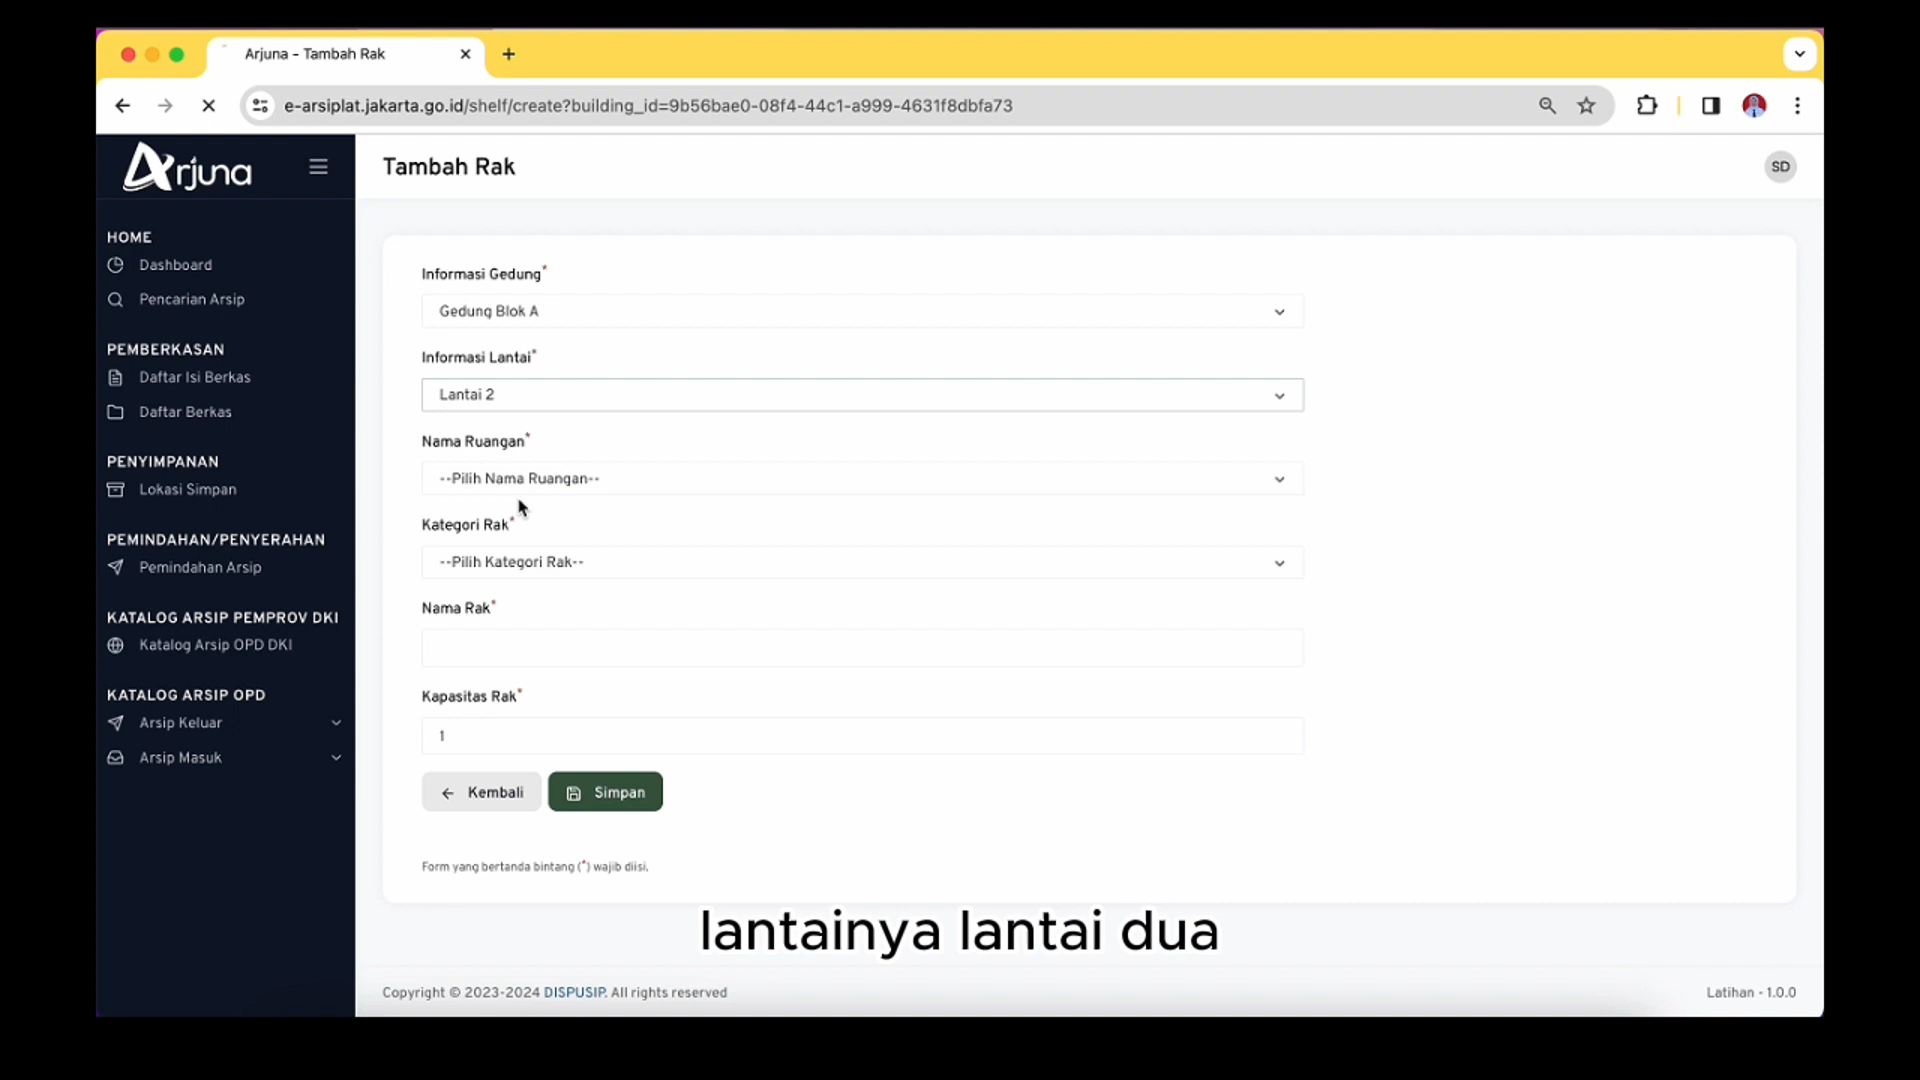 Arjuna - Tambah Rak
e-arsiplat.jakarta.go.id/shelf/create?building_id=9b56bae0-08f4-44c1-a999-4631f8dbfa73
Arjuna
Tambah Rak
SD
HOME
Dashboard
Pencarian Arsip
PEMBERKASAN
Daftar Isi Berkas
Daftar Berkas
PENYIMPANAN
Lokasi Simpan
PEMINDAHAN/PENYERAHAN
Pemindahan Arsip
KATALOG ARSIP PEMPROV DKI
Katalog Arsip OPD DKI
KATALOG ARSIP OPD
Arsip Keluar
Arsip Masuk
Informasi Gedung*
Gedung Blok A
Informasi Lantai*
Lantai 2
Nama Ruangan*
--Pilih Nama Ruangan--
Kategori Rak*
--Pilih Kategori Rak--
Nama Rak*
Kapasitas Rak*
1
Kembali
Simpan
Form yang bertanda bintang (*) wajib diisi.
lantainya lantai dua
Copyright © 2023-2024 DISPUSIP. All rights reserved
Latihan - 1.0.0